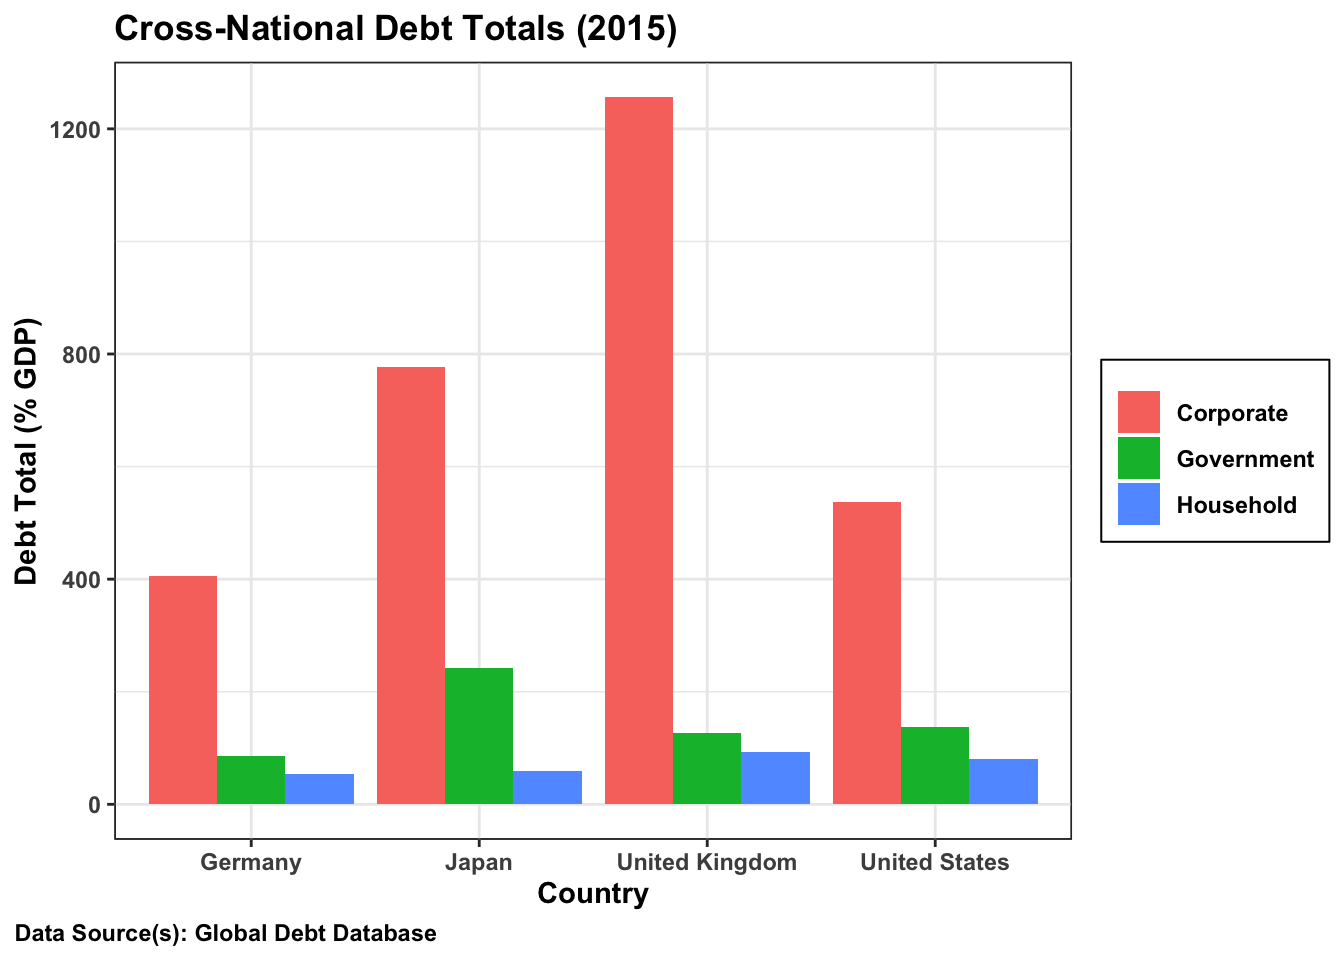 Cross-National Debt Totals (2015)
Debt Total (% GDP)
1200
800
400
0
Germany
Japan
United Kingdom
United States
Country
Corporate
Government
Household
Data Source(s): Global Debt Database